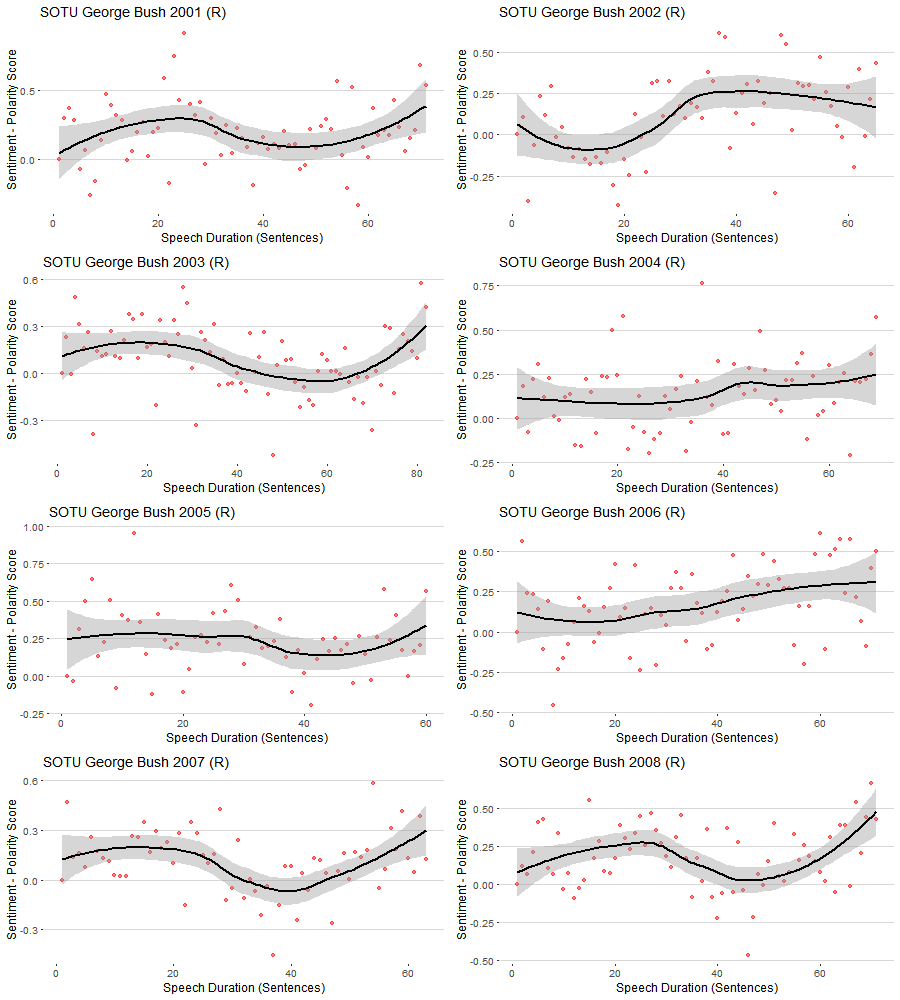 SOTU George Bush 2001 (R)
Sentiment - Polarity Score
0.5
0.0
0 20 40 60
Speech Duration (Sentences)
SOTU George Bush 2002 (R)
Sentiment - Polarity Score
0.50
0.25
0.00
-0.25
0 20 40 60
Speech Duration (Sentences)
SOTU George Bush 2003 (R)
Sentiment - Polarity Score
0.6
0.3
0.0
-0.3
0 20 40 60 80
Speech Duration (Sentences)
SOTU George Bush 2004 (R)
Sentiment - Polarity Score
0.75
0.50
0.25
0.00
-0.25
0 20 40 60
Speech Duration (Sentences)
SOTU George Bush 2005 (R)
Sentiment - Polarity Score
1.00
0.75
0.50
0.25
0.00
-0.25
0 20 40 60
Speech Duration (Sentences)
SOTU George Bush 2006 (R)
Sentiment - Polarity Score
0.50
0.25
0.00
-0.25
-0.50
0 20 40 60
Speech Duration (Sentences)
SOTU George Bush 2007 (R)
Sentiment - Polarity Score
0.6
0.3
0.0
-0.3
0 20 40 60
Speech Duration (Sentences)
SOTU George Bush 2008 (R)
Sentiment - Polarity Score
0.50
0.25
0.00
-0.25
-0.50
0 20 40 60
Speech Duration (Sentences)